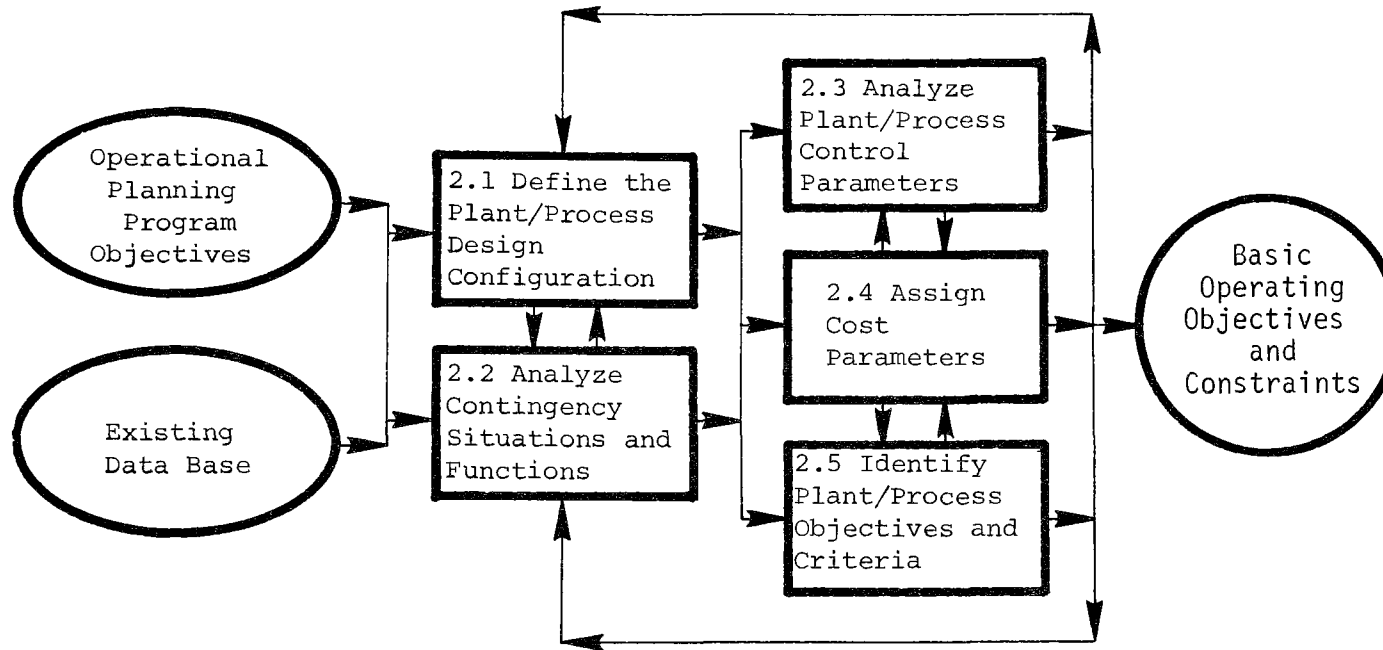 Operational
Planning
Program
Objectives
Existing
Data Base
2.1 Define the
Plant/Process
Design
Configuration
2.2 Analyze
Contingency
Situations and
Functions
2.3 Analyze
Plant/Process
Control
Parameters
2.4 Assign
Cost
Parameters
2.5 Identify
Plant/Process
Objectives and
Criteria
Basic
Operating
Objectives
and
Constraints